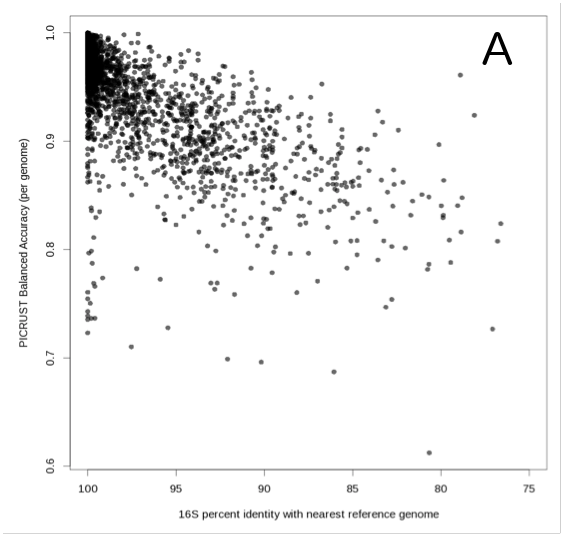 A
1.0
0.9
0.8
0.7
0.6
PICRUST Balanced Accuracy (per genome)
100 95 90 85 80 75
16S percent identity with nearest reference genome